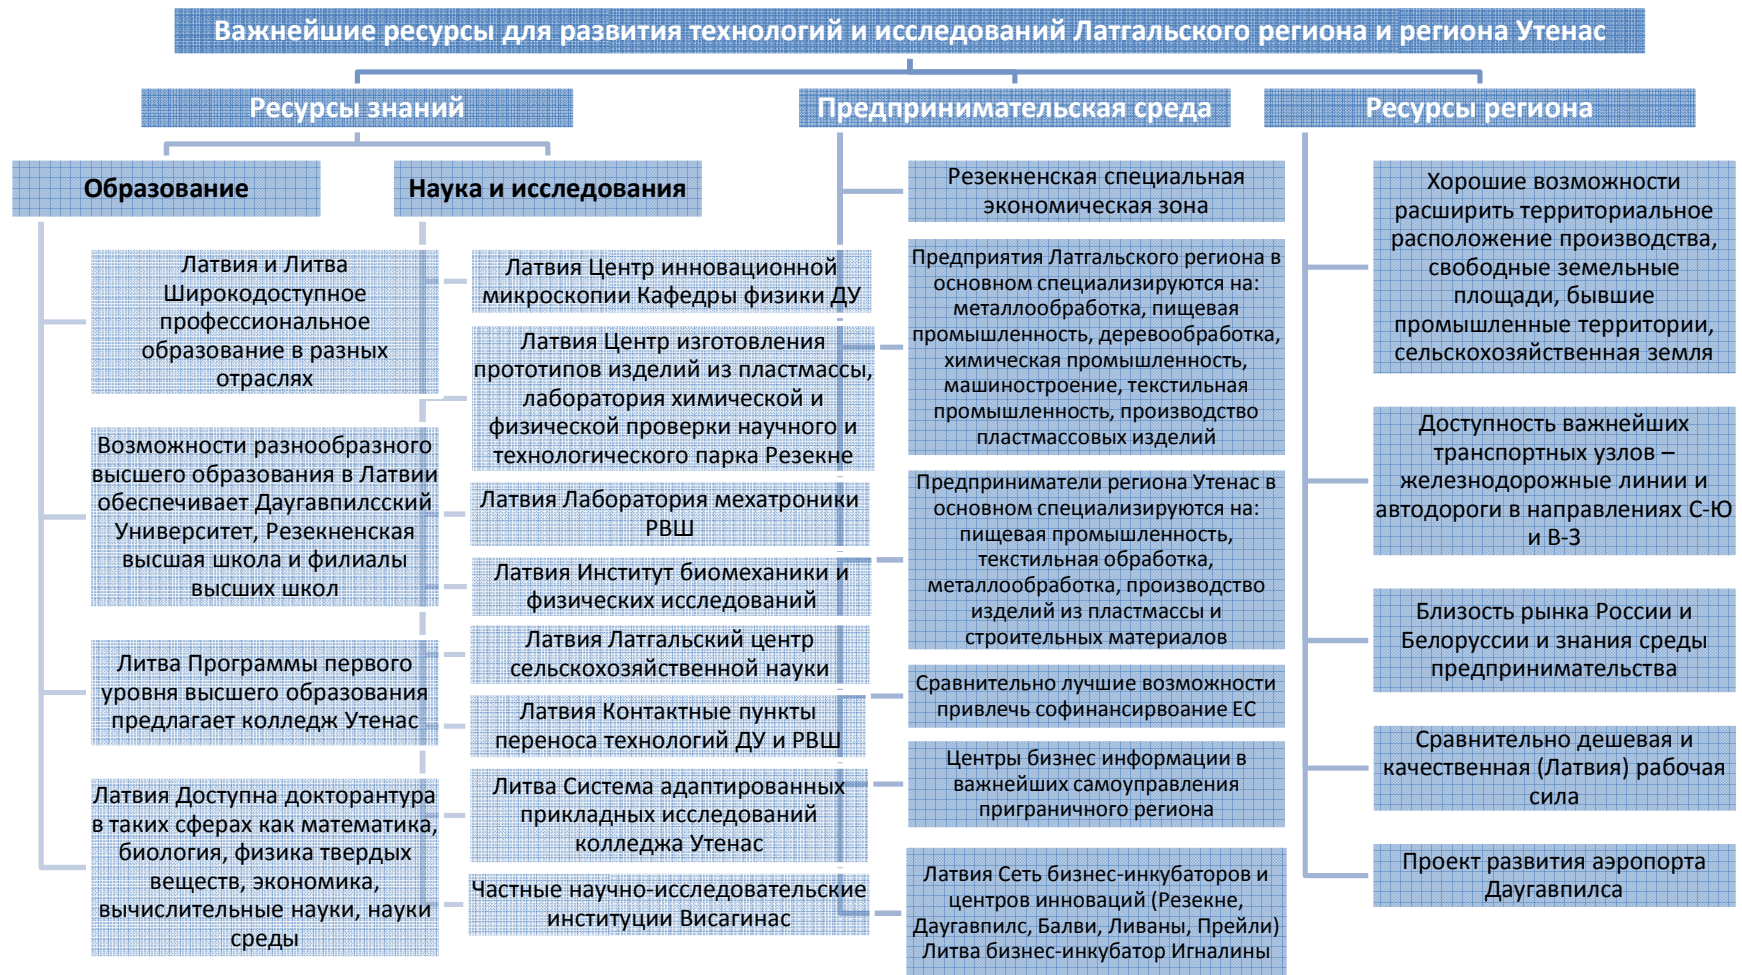 Важнейшие ресурсы для развития технологий и исследований Латгальского региона и региона Утенас
Ресурсы знаний
Образование
Латвия и Литва
Широкодоступное
профессиональное
образование в разных
отраслях
Возможности разнообразного
высшего образования в Латвии
обеспечивает Даугавпилсский
Университет, Резекненская
высшая школа и филиалы
высших школ
Литва Программы первого
уровня высшего образования
предлагает колледж Утенас
Латвия Доступна докторантура
в таких сферах как математика,
биология, физика твердых
веществ, экономика,
вычислительные науки, науки
среды
Наука и исследования
Латвия Центр инновационной
микроскопии Кафедры физики ДУ
Латвия Центр изготовления
прототипов изделий из пластмассы,
лаборатория химической и
физической проверки научного и
технологического парка Резекне
Латвия Лаборатория мехатроники
РВШ
Латвия Институт биомеханики и
физических исследований
Латвия Латгальский центр
сельскохозяйственной науки
Латвия Контактные пункты
переноса технологий ДУ и РВШ
Литва Система адаптированных
прикладных исследований
колледжа Утенас
Частные научно-исследовательские
институции Висагинас
Предпринимательская среда
Резекненская специальная
экономическая зона
Предприятия Латгальского региона в
основном специализируются на:
металлообработка, пищевая
промышленность, деревообработка,
химическая промышленность,
машиностроение, текстильная
промышленность, производство
пластмассовых изделий
Предприниматели региона Утенас в
основном специализируются на:
пищевая промышленность,
текстильная обработка,
металлообработка, производство
изделий из пластмассы и
строительных материалов
Сравнительно лучшие возможности
привлечь софинансирвоание ЕС
Центры бизнес информации в
важнейших самоуправления
приграничного региона
Латвия Сеть бизнес-инкубаторов и
центров инноваций (Резекне,
Даугавпилс, Балви, Ливаны, Прейли)
Литва бизнес-инкубатор Игналины
Ресурсы региона
Хорошие возможности
расширить территориальное
расположение производства,
свободные земельные
площади, бывшие
промышленные территории,
сельскохозяйственная земля
Доступность важнейших
транспортных узлов –
железнодорожные линии и
автодороги в направлениях С-Ю
и В-З
Близость рынка России и
Белоруссии и знания среды
предпринимательства
Сравнительно дешевая и
качественная (Латвия) рабочая
сила
Проект развития аэропорта
Даугавпилса